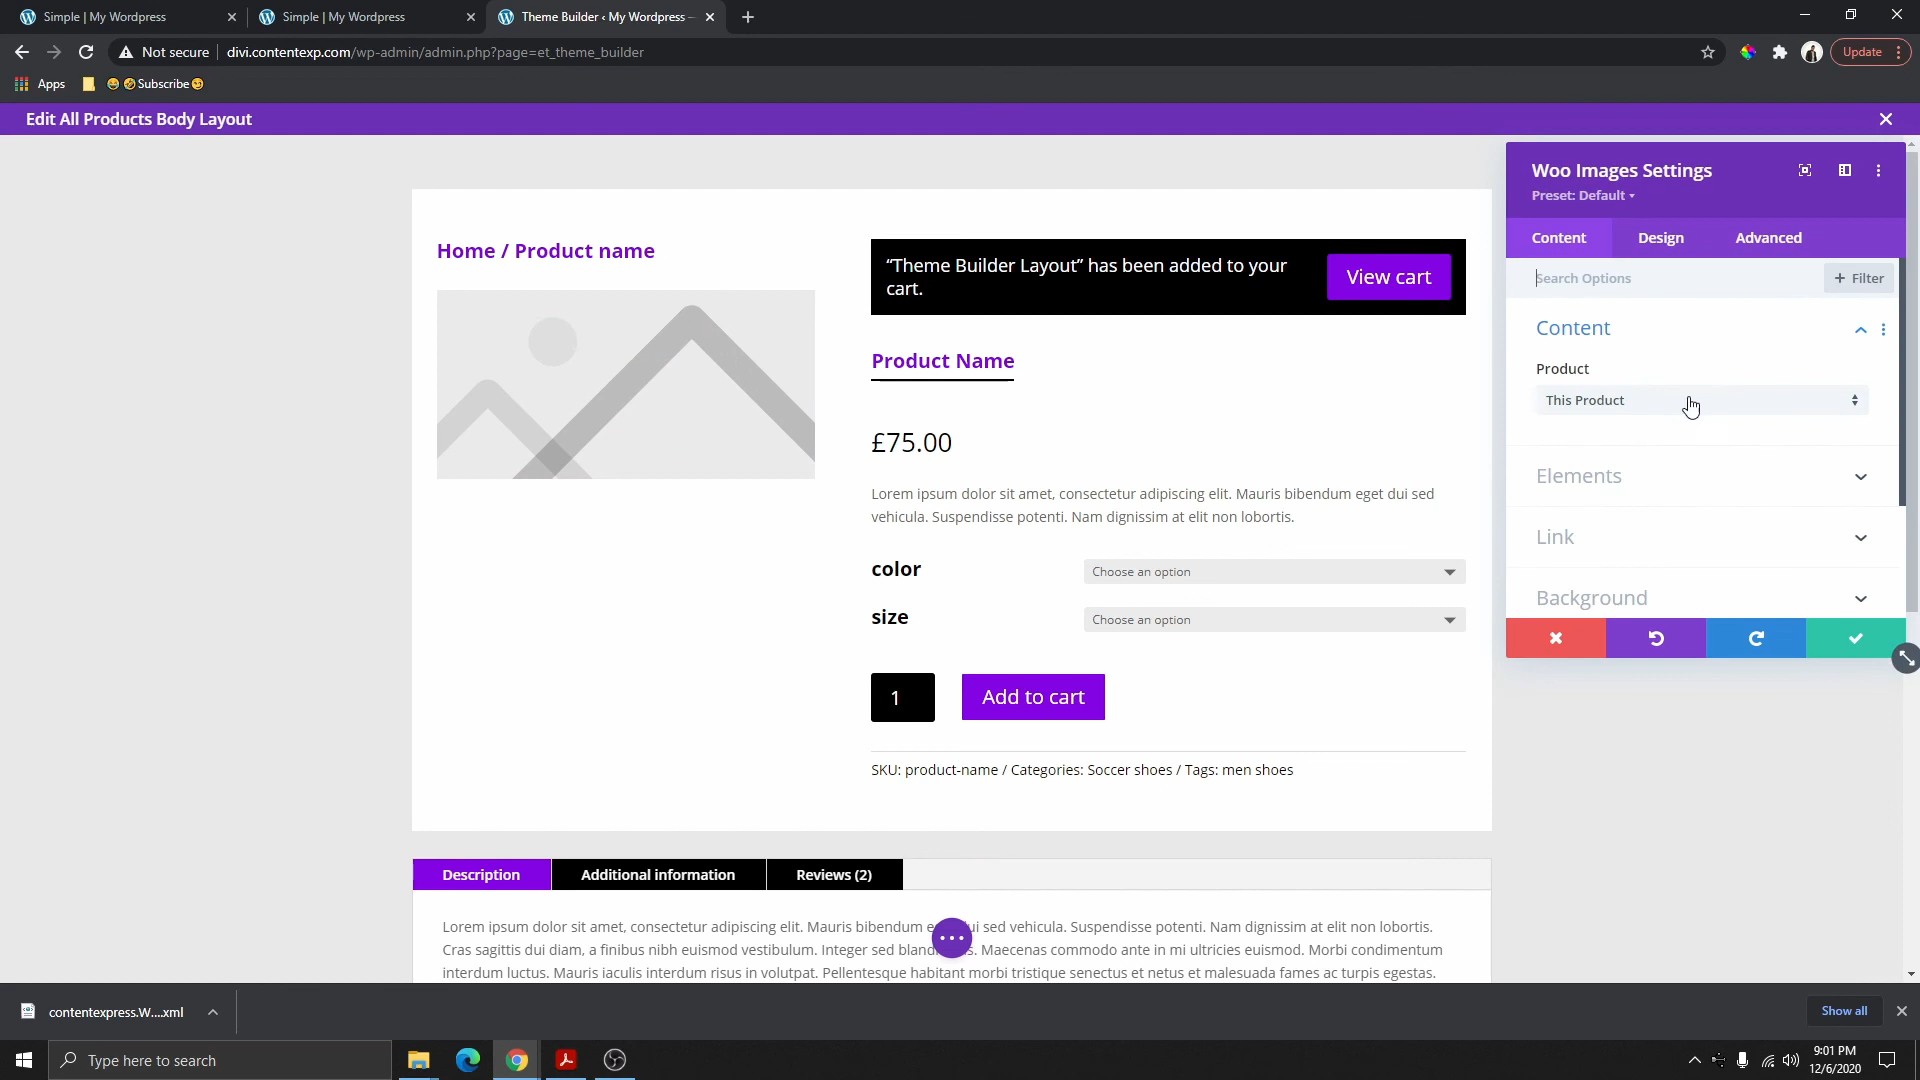 Simple | My Wordpress
Simple | My Wordpress
Theme Builder ‹ My Wordpress —
Not secure
divi.contentexp.com/wp-admin/admin.php?page=et_theme_builder
Update
Apps
Subscribe
Edit All Products Body Layout
Woo Images Settings
Preset: Default
Content
Design
Advanced
Search Options
+ Filter
Content
Product
This Product
Elements
Link
Background
Home / Product name
“Theme Builder Layout” has been added to your
cart.
View cart
Product Name
£75.00
Lorem ipsum dolor sit amet, consectetur adipiscing elit. Mauris bibendum eget dui sed
vehicula. Suspendisse potenti. Nam dignissim at elit non lobortis.
color
Choose an option
size
Choose an option
1
Add to cart
SKU: product-name / Categories: Soccer shoes / Tags: men shoes
Description
Additional information
Reviews (2)
Lorem ipsum dolor sit amet, consectetur adipiscing elit. Mauris bibendum ui sed vehicula. Suspendisse potenti. Nam dignissim at elit non lobortis.
Cras sagittis dui diam, a finibus nibh euismod vestibulum. Integer sed Maecenas commodo ante in mi ultricies euismod. Morbi condimentum
interdum luctus. Mauris iaculis interdum risus in volutpat. Pellentesque habitant morbi tristique senectus et netus et malesuada fames ac turpis egestas.
contentexpress.W....xml
Show all
Type here to search
9:01 PM
12/6/2020